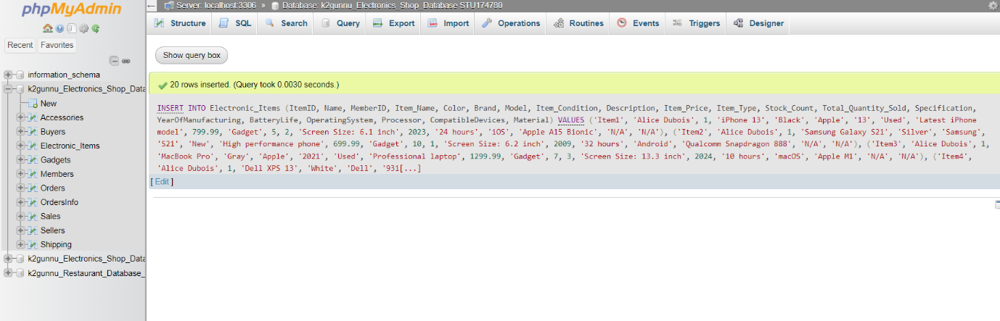 phpMyAdmin
Server: localhost:3306 » Database: k2gunnu_Electronics_Shop_Database STU174780
Structure SQL Search Query Export Import Operations Routines Events Triggers Designer
Recent Favorites
Show query box
information_schema
k2gunnu_Electronics_Shop_Data
New
Accessories
Buyers
Electronic_Items
Gadgets
Members
Orders
OrdersInfo
Sales
Sellers
Shipping
k2gunnu_Electronics_Shop_Data
k2gunnu_Restaurant_Database_
20 rows inserted. (Query took 0.0030 seconds.)
INSERT INTO Electronic_Items (ItemID, Name, MemberID, Item_Name, Color, Brand, Model, Item_Condition, Description, Item_Price, Item_Type, Stock_Count, Total_Quantity_Sold, Specification,
YearOfManufacturing, BatteryLife, OperatingSystem, Processor, CompatibleDevices, Material) VALUES ('Item1', 'Alice Dubois', 1, 'iPhone 13', 'Black', 'Apple', '13', 'Used', 'Latest iPhone
model', 799.99, 'Gadget', 5, 2, 'Screen Size: 6.1 inch', 2023, '24 hours', 'iOS', 'Apple A15 Bionic', 'N/A', 'N/A'), ('Item2', 'Alice Dubois', 1, 'Samsung Galaxy S21', 'Silver', 'Samsung',
'S21', 'New', 'High performance phone', 699.99, 'Gadget', 10, 1, 'Screen Size: 6.2 inch', 2009, '32 hours', 'Android', 'Qualcomm Snapdragon 888', 'N/A', 'N/A'), ('Item3', 'Alice Dubois', 1,
'MacBook Pro', 'Gray', 'Apple', '2021', 'Used', 'Professional laptop', 1299.99, 'Gadget', 7, 3, 'Screen Size: 13.3 inch', 2024, '10 hours', 'macOS', 'Apple M1', 'N/A', 'N/A'), ('Item4',
'Alice Dubois', 1, 'Dell XPS 13', 'White', 'Dell', '931[...]
[ Edit ]